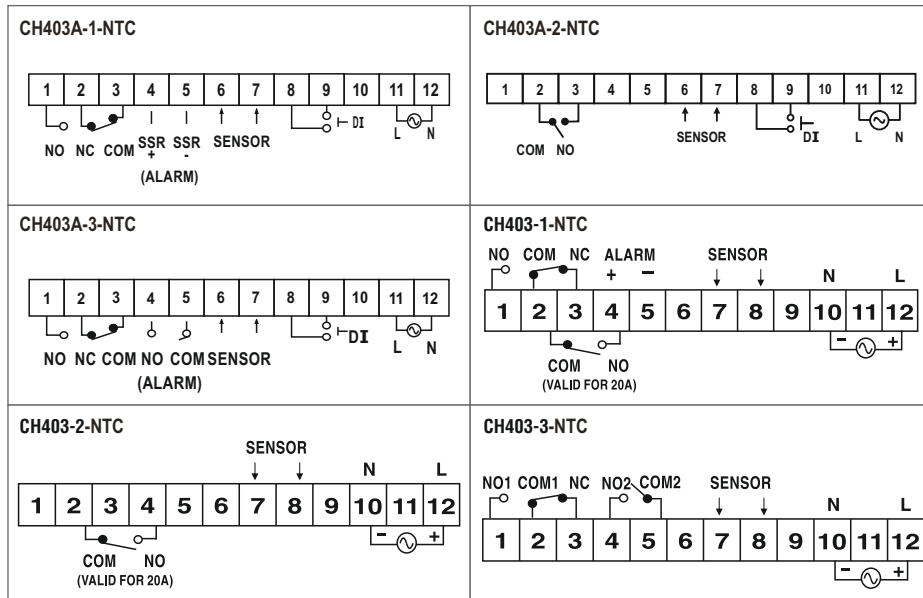 CH403A-1-NTC
1 2 3 4 5 6 7 8 9 10 11 12
NO NC COM SSR + SSR - SENSOR DI L N
(ALARM)
CH403A-2-NTC
1 2 3 4 5 6 7 8 9 10 11 12
COM NO SENSOR DI L N
CH403A-3-NTC
1 2 3 4 5 6 7 8 9 10 11 12
NO NC COM NO COM SENSOR DI L N
(ALARM)
CH403-1-NTC
NO COM NC ALARM SENSOR
+ - N L
1 2 3 4 5 6 7 8 9 10 11 12
- +
COM NO
(VALID FOR 20A)
CH403-2-NTC
SENSOR
N L
1 2 3 4 5 6 7 8 9 10 11 12
- +
COM NO
(VALID FOR 20A)
CH403-3-NTC
NO1 COM1 NC NO2 COM2 SENSOR
N L
1 2 3 4 5 6 7 8 9 10 11 12
- +